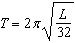 T = 2π√(L/32)